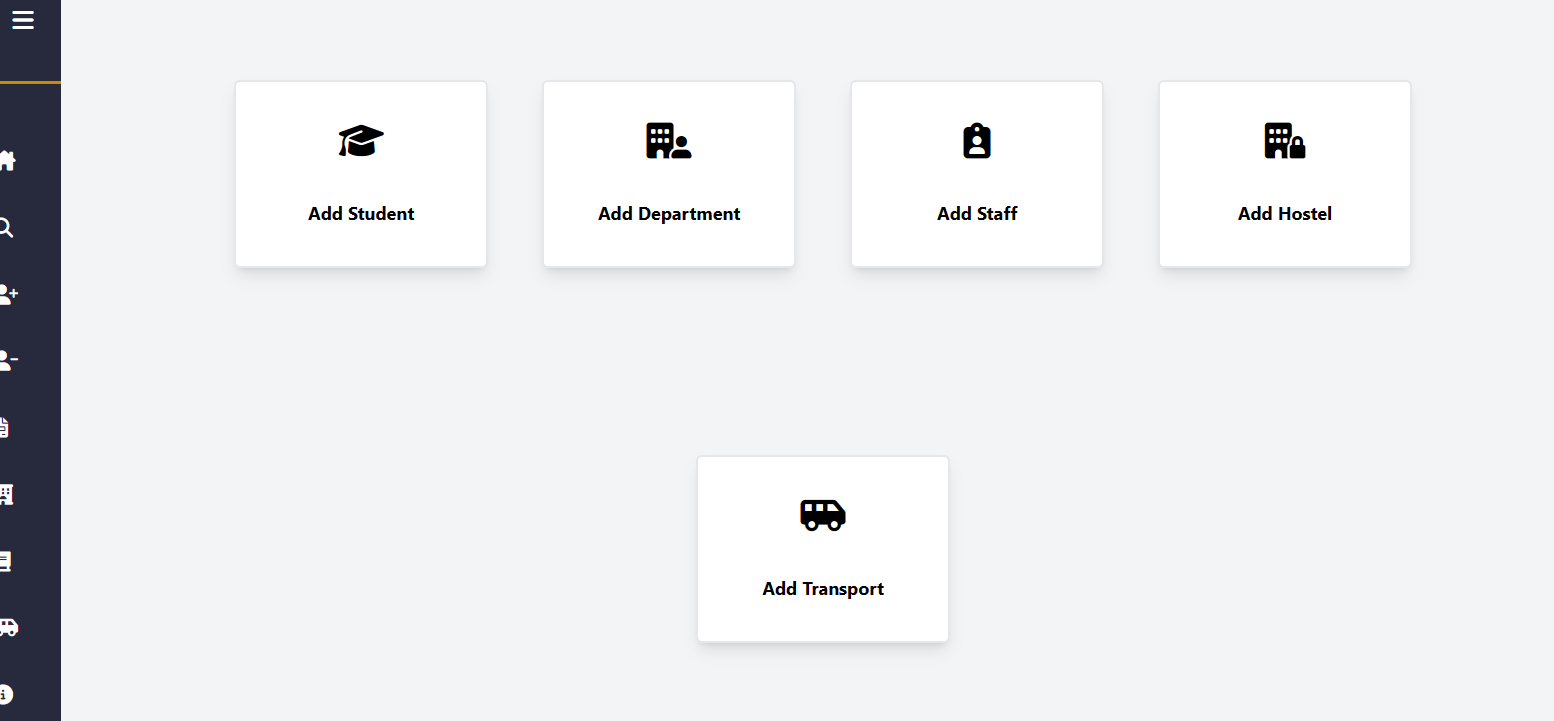 Add Student
Add Department
Add Staff
Add Hostel
Add Transport